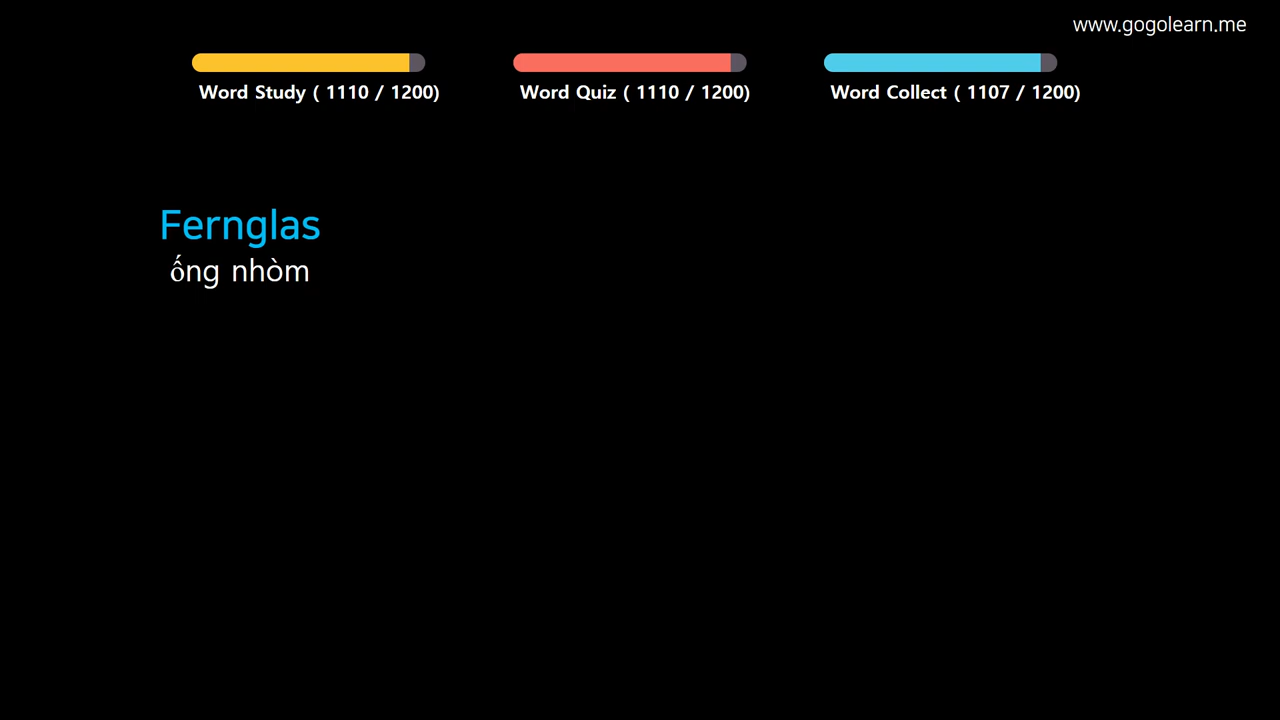 www.gogolearn.me
Word Study ( 1110 / 1200)
Word Quiz ( 1110 / 1200)
Word Collect ( 1107 / 1200)
Fernglas
ống nhòm